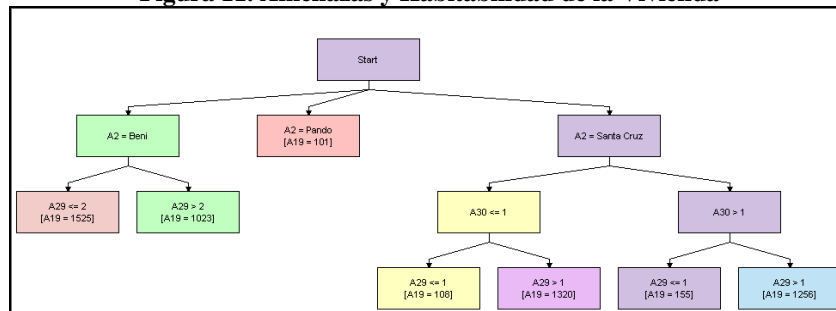 Figura 12. Amenazas y Habitabilidad de la Vivienda
Start
A2 = Beni
A2 = Pando
[A19 = 101]
A2 = Santa Cruz
A29 <= 2
[A19 = 1525]
A29 > 2
[A19 = 1023]
A30 <= 1
A30 > 1
A29 <= 1
[A19 = 108]
A29 > 1
[A19 = 1320]
A29 <= 1
[A19 = 155]
A29 > 1
[A19 = 1256]